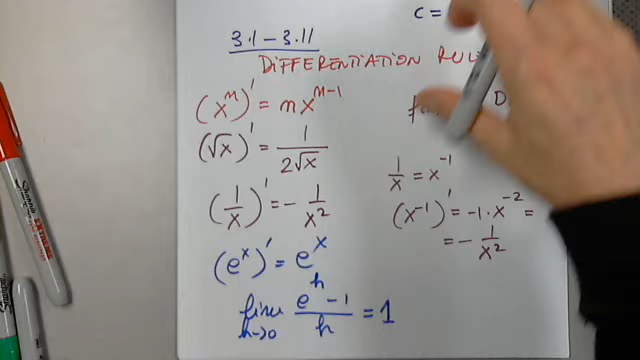 c =
3.1 – 3.11
DIFFERENTIATION
(x^n)' = nx^(n-1)
(√x)' = 1/(2√x)
1/x = x^-1
(1/x)' = - 1/x^2
(x^-1)' = -1·x^-2 =
= - 1/x^2
(e^x)' = e^x
lim h→0 (e^h - 1)/h = 1